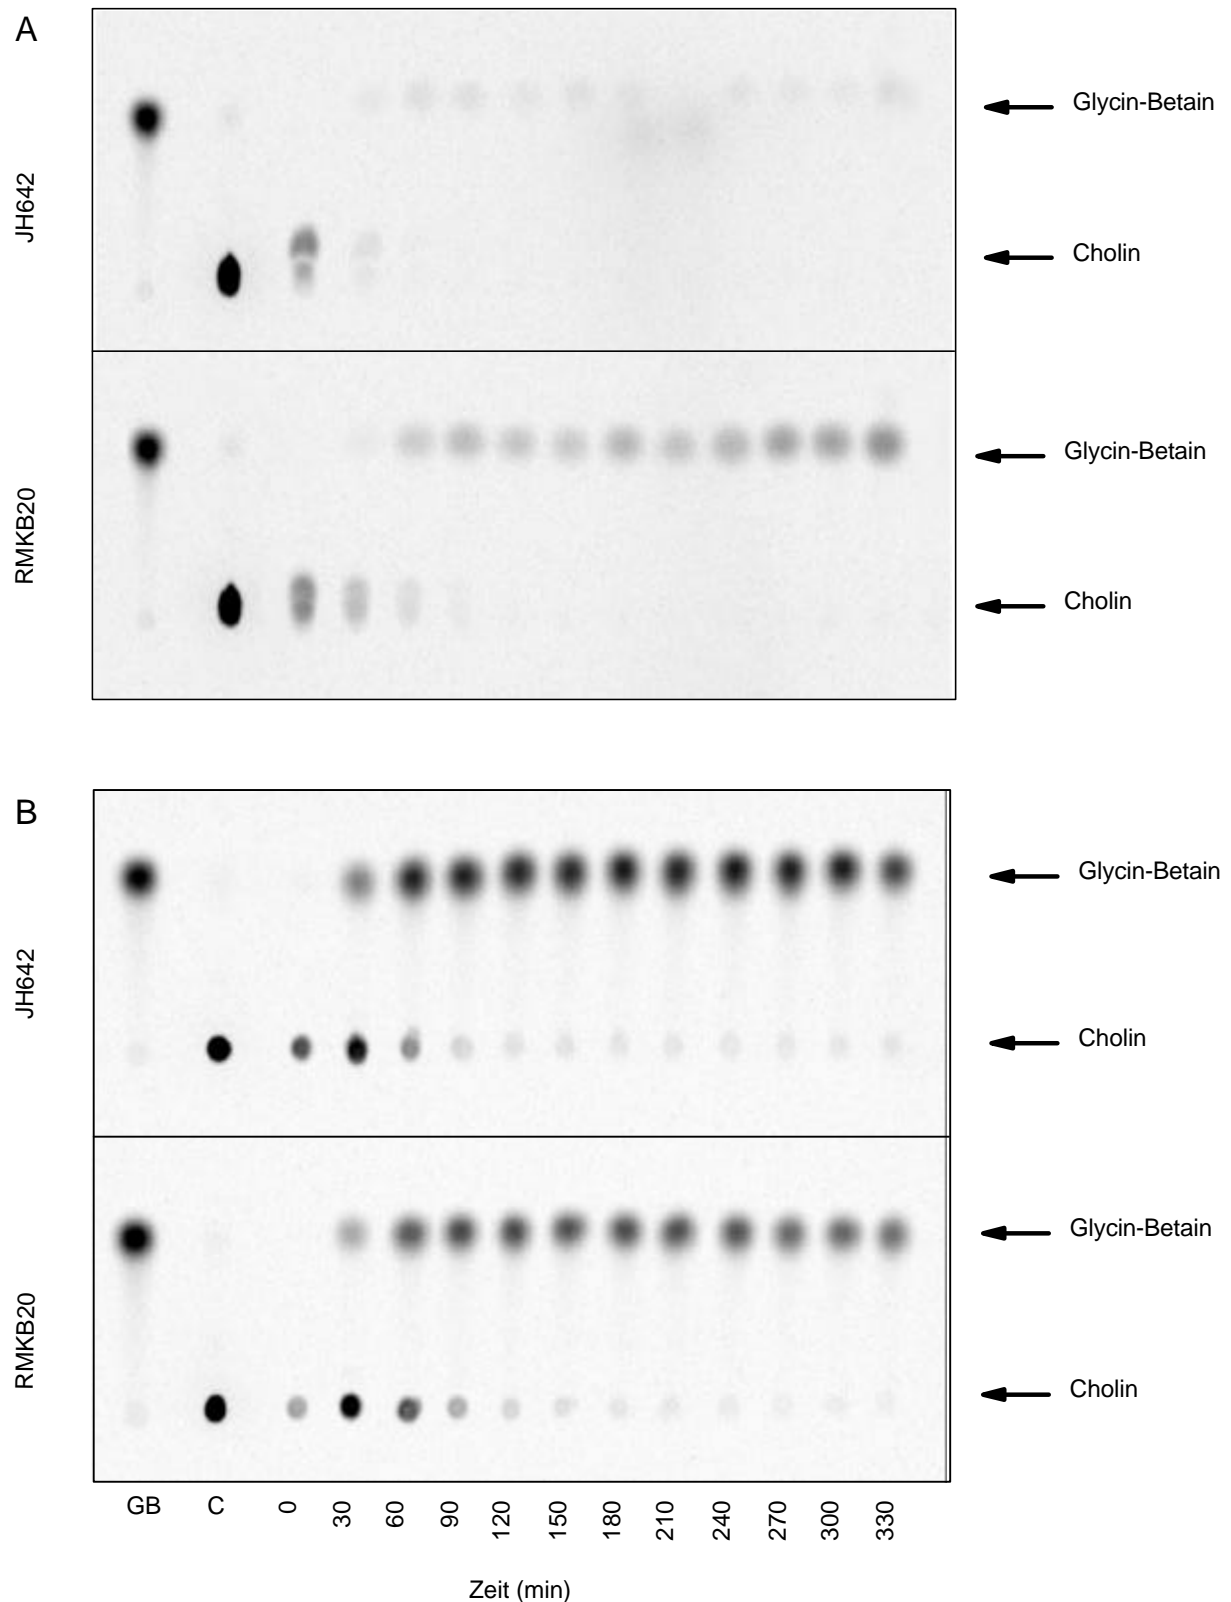 A
JH642
Glycin-Betain
Cholin
RMKB20
Glycin-Betain
Cholin
B
JH642
Glycin-Betain
Cholin
RMKB20
Glycin-Betain
Cholin
GB C 0 30 60 90 120 150 180 210 240 270 300 330
Zeit (min)